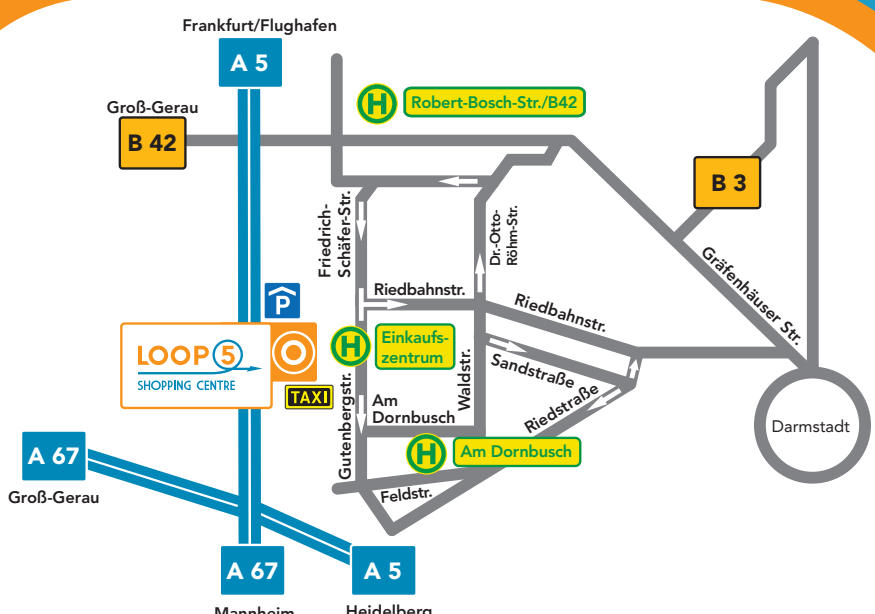 Frankfurt/Flughafen
A 5
Groß-Gerau
B 42
H
Robert-Bosch-Str./B42
B 3
Friedrich-
Schäfer-Str.
Dr.-Otto-
Röhm-Str.
Gräfenhäuser Str.
P
Riedbahnstr.
Riedbahnstr.
LOOP 5
SHOPPING CENTRE
H
Einkaufs-
zentrum
Sandstraße
TAXI
Gutenbergstr.
Am
Dornbusch
Waldstr.
Riedstraße
Darmstadt
H
Am Dornbusch
A 67
Groß-Gerau
Feldstr.
A 67
Mannheim
A 5
Heidelberg